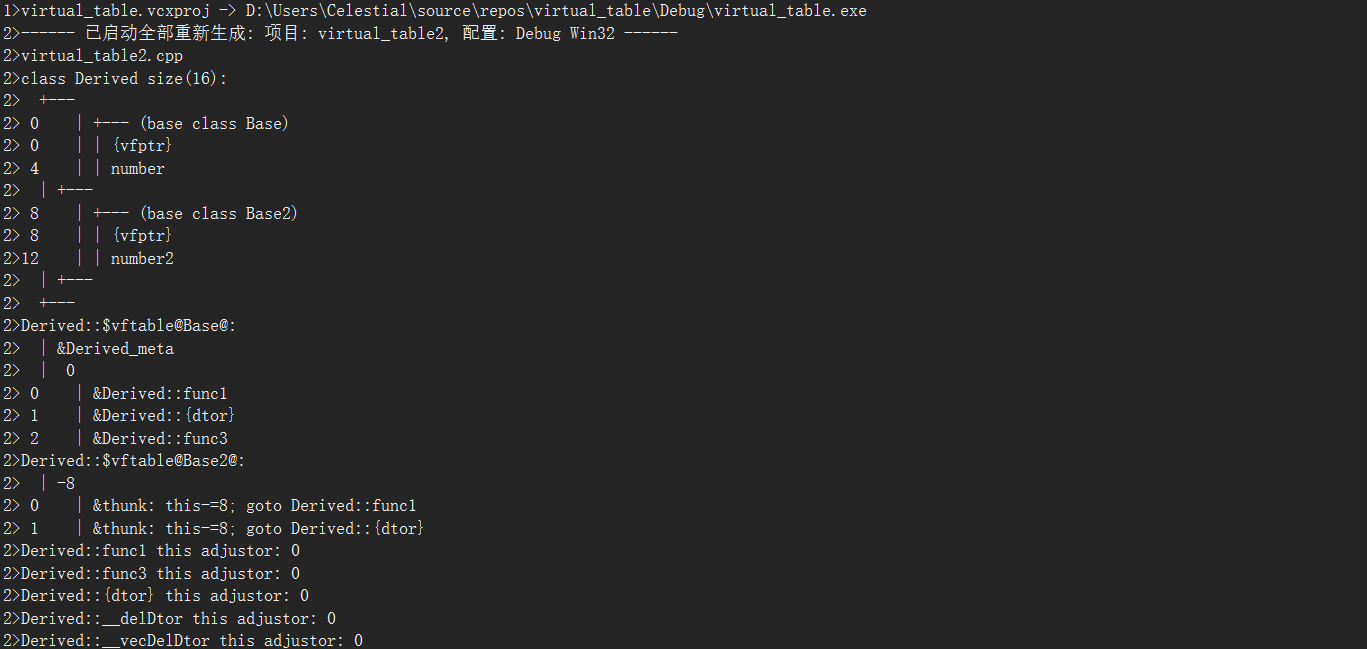 1>virtual_table.vcxproj -> D:\Users\Celestial\source\repos\virtual_table\Debug\virtual_table.exe
2>------ 已启动全部重新生成: 项目: virtual_table2, 配置: Debug Win32 ------
2>virtual_table2.cpp
2>class Derived size(16):
2>  +---
2> 0    | +--- (base class Base)
2> 0    | | {vfptr}
2> 4    | | number
2>  | +---
2> 8    | +--- (base class Base2)
2> 8    | | {vfptr}
2>12    | | number2
2>  | +---
2>  +---
2>Derived::$vftable@Base@:
2>  | &Derived_meta
2>  |  0
2> 0    | &Derived::func1
2> 1    | &Derived::{dtor}
2> 2    | &Derived::func3
2>Derived::$vftable@Base2@:
2>  | -8
2> 0    | &thunk: this-=8; goto Derived::func1
2> 1    | &thunk: this-=8; goto Derived::{dtor}
2>Derived::func1 this adjustor: 0
2>Derived::func3 this adjustor: 0
2>Derived::{dtor} this adjustor: 0
2>Derived::__delDtor this adjustor: 0
2>Derived::__vecDelDtor this adjustor: 0